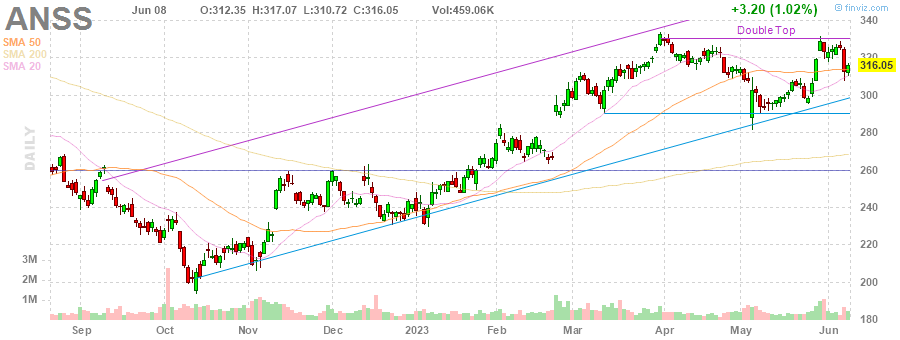 ANSS
Jun 08 O:312.35 H:317.07 L:310.72 C:316.05 Vol:459.06K
+3.20 (1.02%)
© finviz.com
SMA 50
SMA 200
SMA 20
Double Top
DAILY
340
320
316.05
300
280
260
240
220
200
180
3M
2M
1M
Sep Oct Nov Dec 2023 Feb Mar Apr May Jun